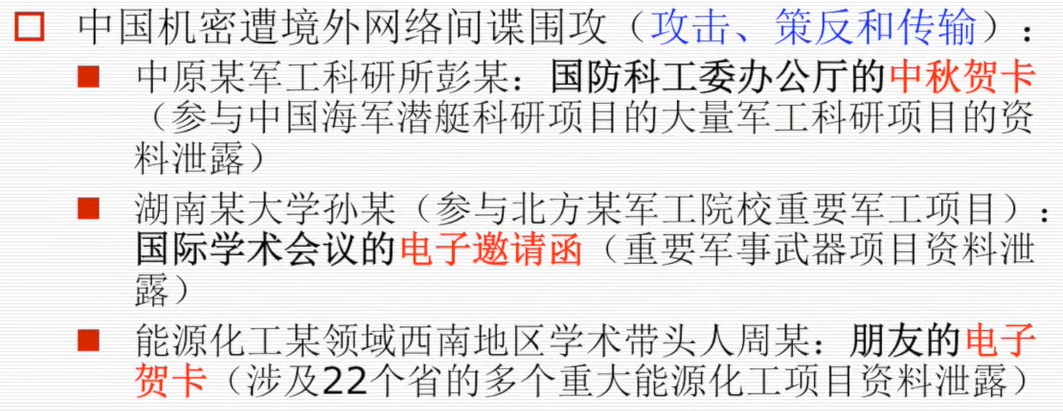 中国机密遭境外网络间谍围攻（攻击、策反和传输）：
中原某军工科研所彭某：国防科工委办公厅的中秋贺卡
（参与中国海军潜艇科研项目的大量军工科研项目的资
料泄露）
湖南某大学孙某（参与北方某军工院校重要军工项目）：
国际学术会议的电子邀请函（重要军事武器项目资料泄
露）
能源化工某领域西南地区学术带头人周某：朋友的电子
贺卡（涉及22个省的多个重大能源化工项目资料泄露）